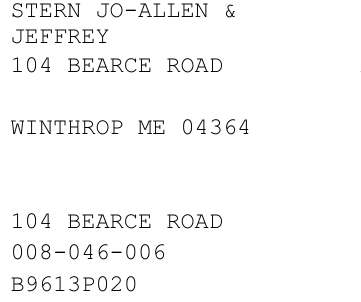 STERN JO-ALLEN &
JEFFREY
104 BEARCE ROAD
WINTHROP ME 04364
104 BEARCE ROAD
008-046-006
B9613P020